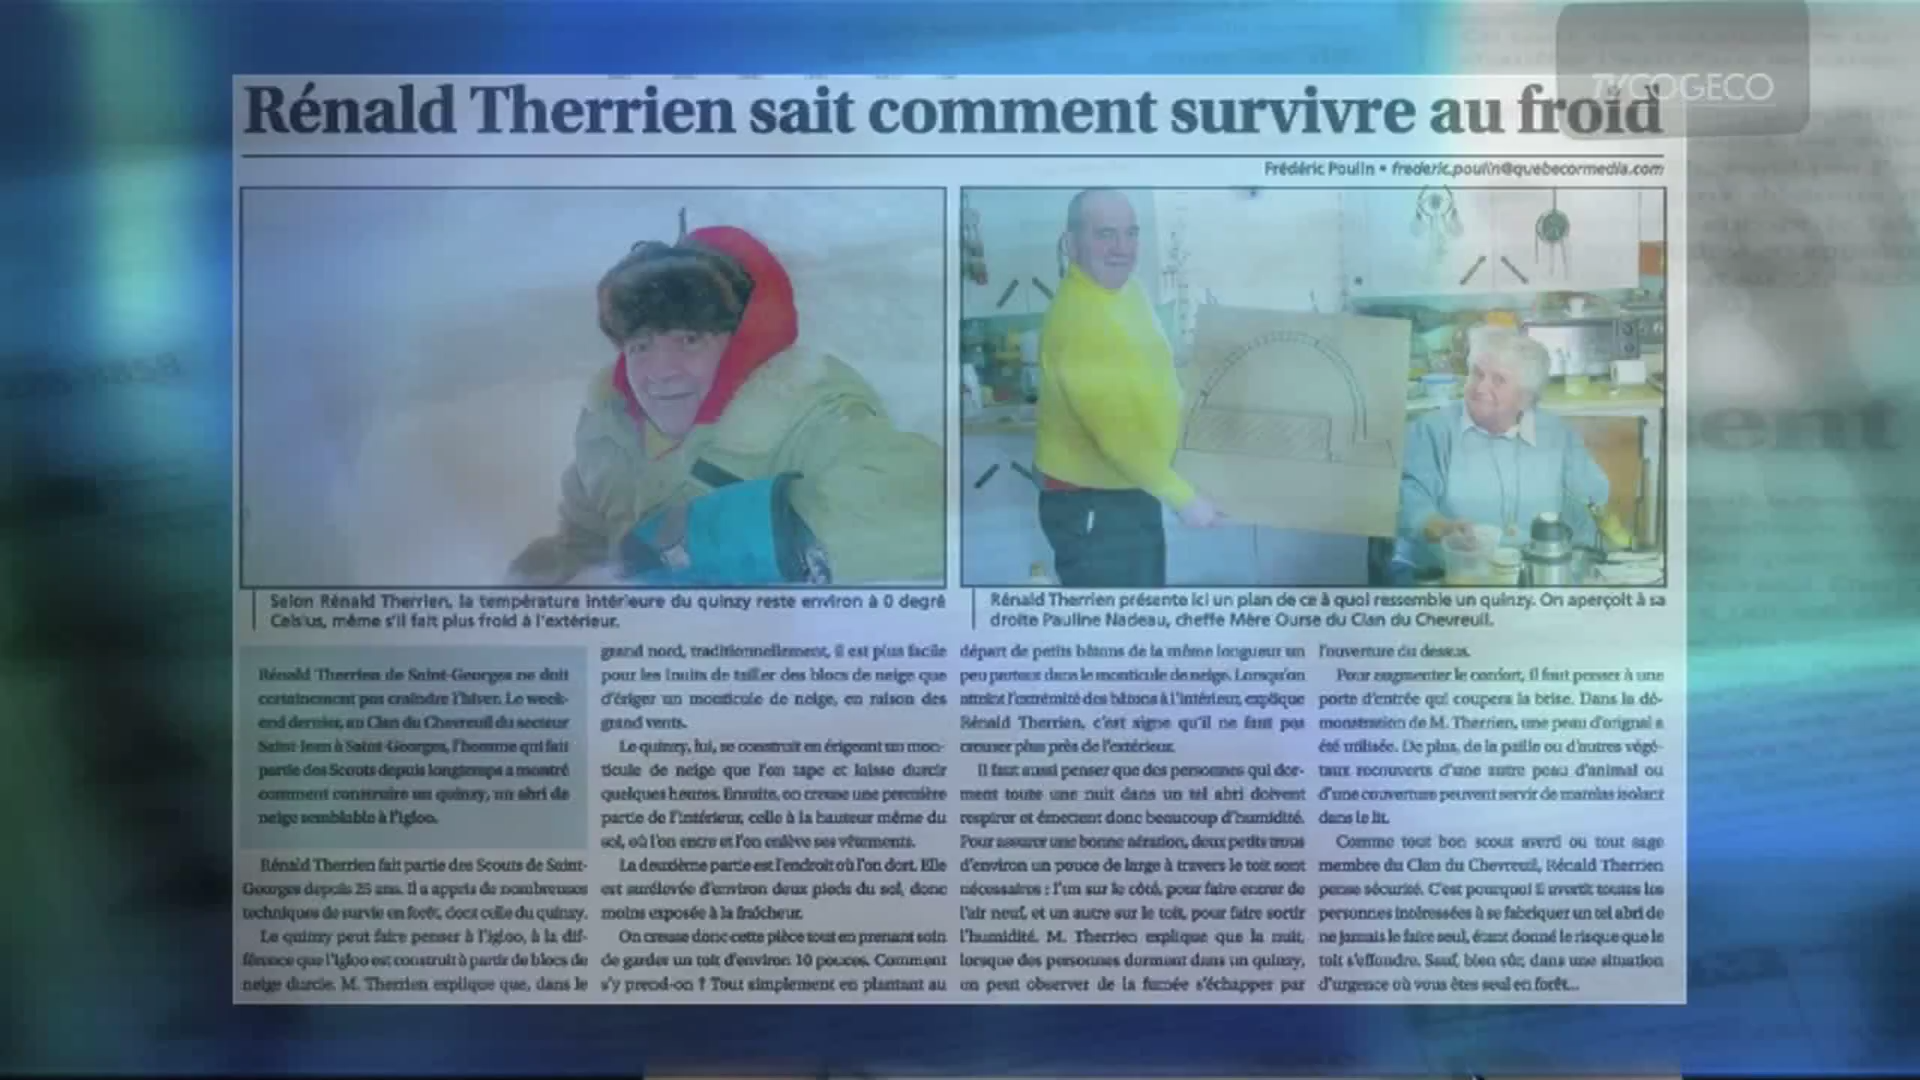 TVCOGECO
Rénald Therrien sait comment survivre au froid
Frédéric Poulin • frederic.poulin@quebecormedia.com
Selon Rénald Therrien, la température intérieure du quinzy reste environ à 0 degré
Celsius, même s'il fait plus froid à l'extérieur.
Rénald Therrien présente ici un plan de ce à quoi ressemble un quinzy. On aperçoit à sa
droite Pauline Nadeau, cheffe Mère Ourse du Clan du Chevreuil.
Rénald Therrien de Saint-Georges ne doit
certainement pas craindre l'hiver. Le week-
end dernier, au Clan du Chevreuil du secteur
Saint-Jean à Saint-Georges, l'homme qui fait
partie des Scouts depuis longtemps a montré
comment construire un quinzy, un abri de
neige semblable à l'igloo.
Rénald Therrien fait partie des Scouts de Saint-
Georges depuis 25 ans. Il a appris de nombreuses
techniques de survie en forêt, dont celle du quinzy.
Le quinzy peut faire penser à l'igloo, à la dif-
férence que l'igloo est construit à partir de blocs de
neige durcie. M. Therrien explique que, dans le
grand nord, traditionnellement, il est plus facile
pour les Inuits de tailler des blocs de neige que
d'ériger un monticule de neige, en raison des
grand vents.
Le quinzy, lui, se construit en érigeant un mon-
ticule de neige que l'on tape et laisse durcir
quelques heures. Ensuite, on creuse une première
partie de l'intérieur, celle à la hauteur même du
sol, où l'on entre et l'on enlève ses vêtements.
La deuxième partie est l'endroit où l'on dort. Elle
est surélevée d'environ deux pieds du sol, donc
moins exposée à la fraîcheur.
On creuse donc cette pièce tout en prenant soin
de garder un toit d'environ 10 pouces. Comment
s'y prend-on ? Tout simplement en plantant au
départ de petits bâtons de la même longueur un
peu partout dans le monticule de neige. Lorsqu'on
atteint l'extrémité des bâtons à l'intérieur, explique
Rénald Therrien, c'est signe qu'il ne faut pas
creuser plus près de l'extérieur.
Il faut aussi penser que des personnes qui dor-
ment toute une nuit dans un tel abri doivent
respirer et émettent donc beaucoup d'humidité.
Pour assurer une bonne aération, deux petits trous
d'environ un pouce de large à travers le toit sont
nécessaires : l'un sur le côté, pour faire entrer de
l'air neuf, et un autre sur le toit, pour faire sortir
l'humidité. M. Therrien explique que la nuit,
lorsque des personnes dorment dans un quinzy,
on peut observer de la fumée s'échapper par
l'ouverture du dessus.
Pour augmenter le confort, il faut penser à une
porte d'entrée qui coupera la brise. Dans la dé-
monstration de M. Therrien, une peau d'orignal a
été utilisée. De plus, de la paille ou d'autres végé-
taux recouverts d'une autre peau d'animal ou
d'une couverture peuvent servir de matelas isolant
dans le lit.
Comme tout bon scout averti ou tout sage
membre du Clan du Chevreuil, Rénald Therrien
pense sécurité. C'est pourquoi il avertit toutes les
personnes intéressées à se fabriquer un tel abri de
ne jamais le faire seul, étant donné le risque que le
toit s'effondre. Sauf, bien sûr, dans une situation
d'urgence où vous êtes seul en forêt...